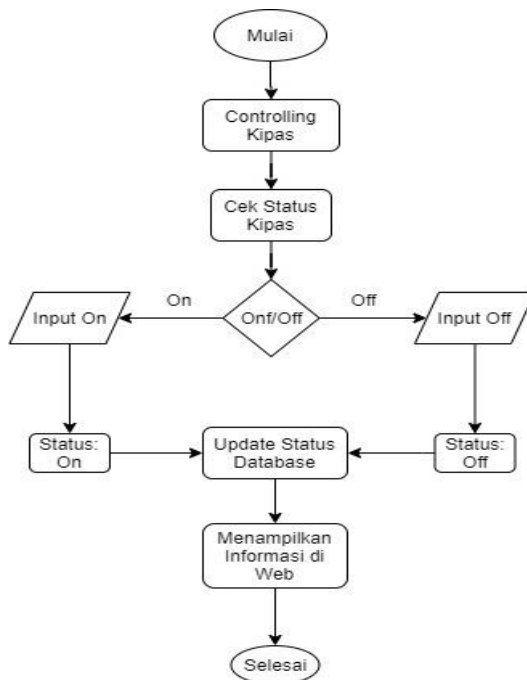 Mulai
Controlling
Kipas
Cek Status
Kipas
On
Off
Input On
Onf/Off
Input Off
Status:
On
Update Status
Database
Status:
Off
Menampilkan
Informasi di
Web
Selesai